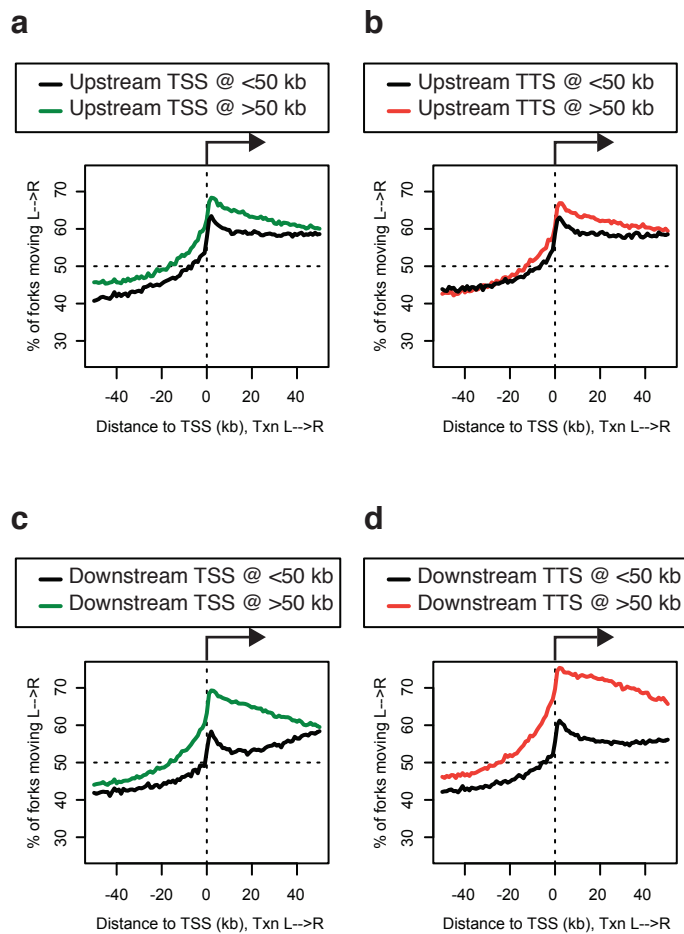 a
Upstream TSS @ <50 kb
Upstream TSS @ >50 kb
% of forks moving L-->R
70
60
50
40
30
-40 -20 0 20 40
Distance to TSS (kb), Txn L-->R
b
Upstream TTS @ <50 kb
Upstream TTS @ >50 kb
% of forks moving L-->R
70
60
50
40
30
-40 -20 0 20 40
Distance to TSS (kb), Txn L-->R
c
Downstream TSS @ <50 kb
Downstream TSS @ >50 kb
% of forks moving L-->R
70
60
50
40
30
-40 -20 0 20 40
Distance to TSS (kb), Txn L-->R
d
Downstream TTS @ <50 kb
Downstream TTS @ >50 kb
% of forks moving L-->R
70
60
50
40
30
-40 -20 0 20 40
Distance to TSS (kb), Txn L-->R